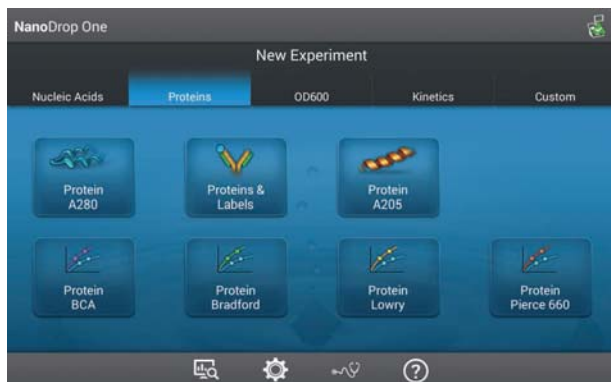 NanoDrop One
New Experiment
Nucleic Acids
Proteins
OD600
Kinetics
Custom
Protein
A280
Proteins &
Labels
Protein
A205
Protein
BCA
Protein
Bradford
Protein
Lowry
Protein
Pierce 660
?